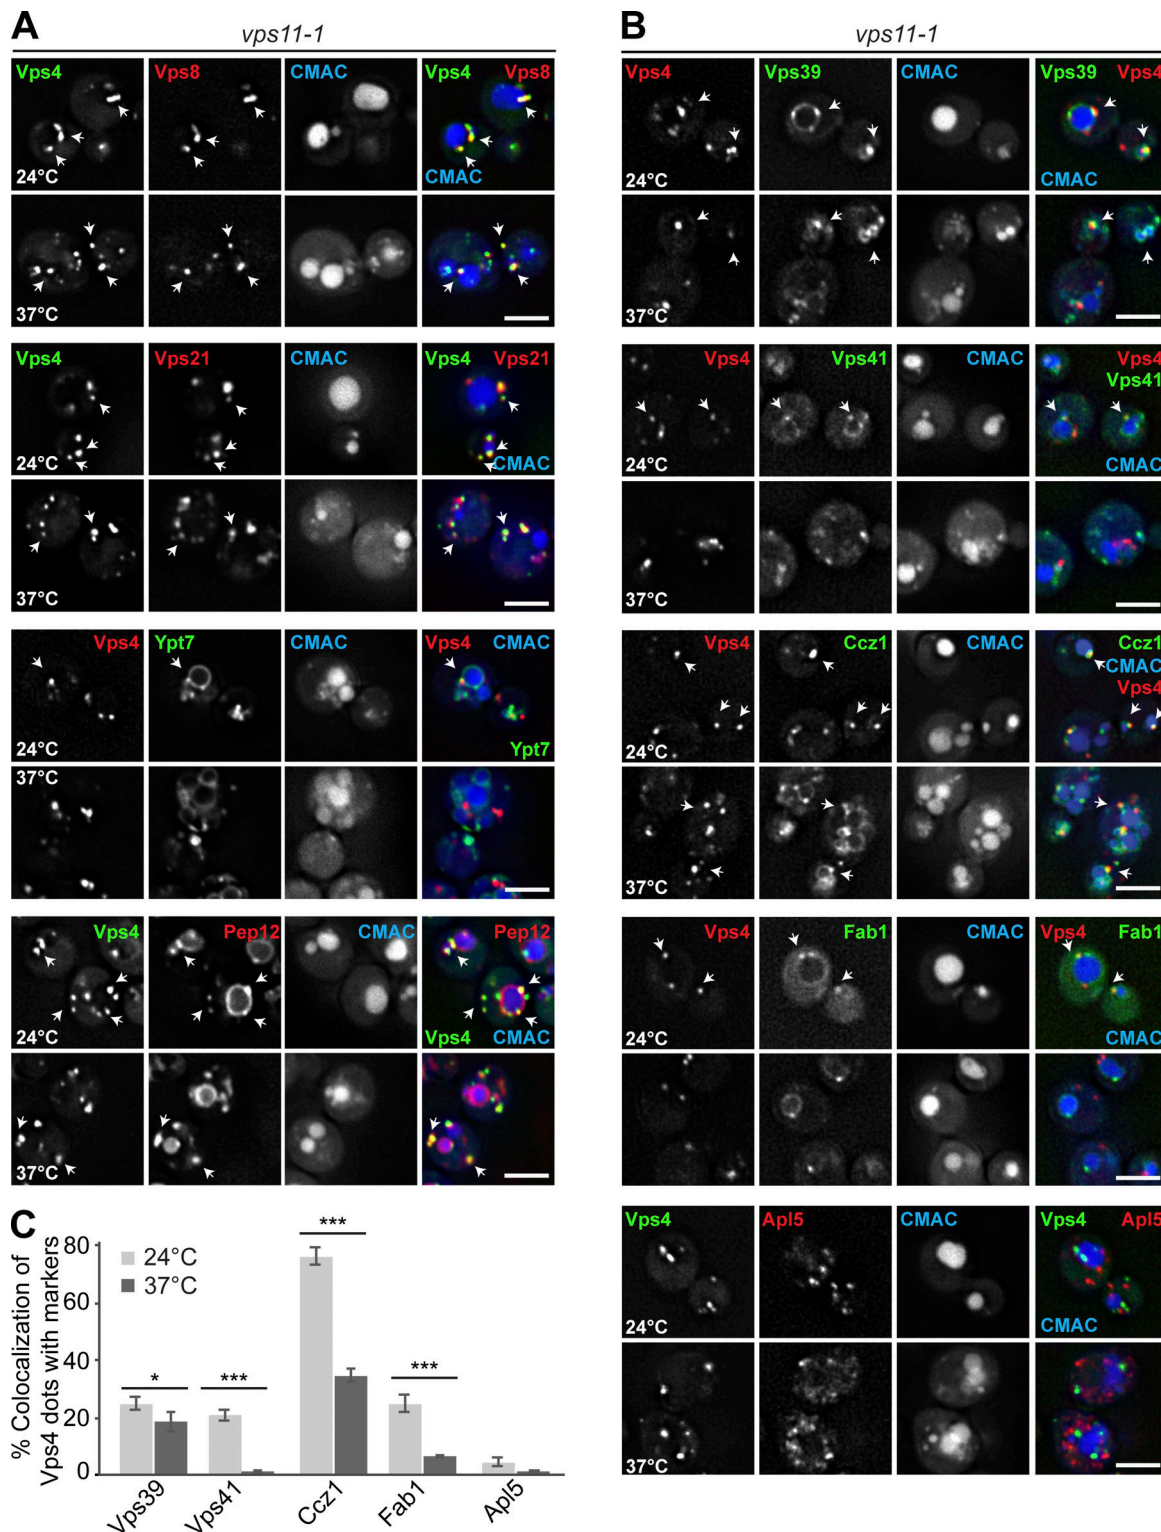 A
vps11-1
Vps4 Vps8 CMAC Vps4 Vps8
24°C CMAC
37°C
Vps4 Vps21 CMAC Vps4 Vps21
24°C CMAC
37°C
Vps4 Ypt7 CMAC Vps4 CMAC
24°C Ypt7
37°C
Vps4 Pep12 CMAC Pep12
24°C Vps4 CMAC
37°C
B
vps11-1
Vps4 Vps39 CMAC Vps39 Vps4
24°C CMAC
37°C
Vps4 Vps41 CMAC Vps4
Vps41
24°C CMAC
37°C
Vps4 Ccz1 CMAC Ccz1
CMAC
Vps4
24°C
37°C
Vps4 Fab1 CMAC Vps4 Fab1
24°C CMAC
37°C
Vps4 Apl5 CMAC Vps4 Apl5
24°C CMAC
37°C
C
% Colocalization of
Vps4 dots with markers
80
60
40
20
0
24°C
37°C
* *** *** ***
Vps39 Vps41 Ccz1 Fab1 Apl5